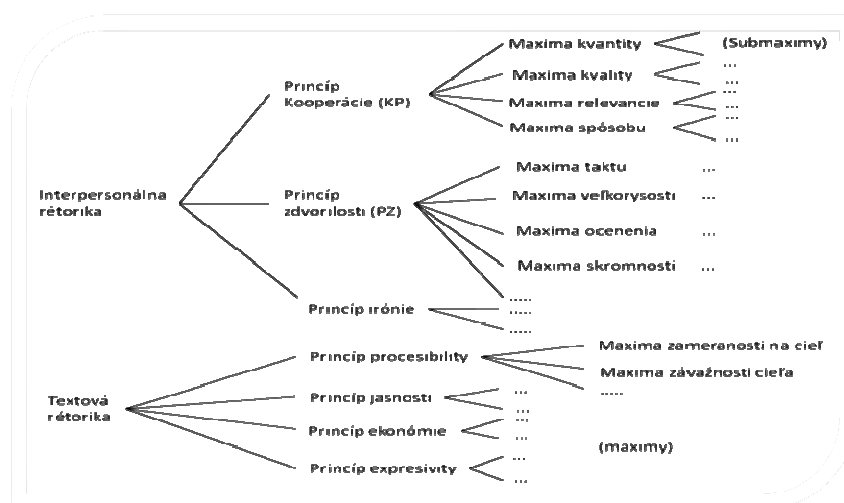 Maxima kvantity
(Submaximy)
Maxima kvality
...
...
Maxima relevancie
...
...
Maxima spôsobu
...
...
Princíp
Kooperácie (KP)
Interpersonálna
rétorika
Princíp
zdvorilosti (PZ)
Maxima taktu
...
Maxima veľkorysosti
...
Maxima ocenenia
...
Maxima skromnosti
...
.....
Princíp irónie
.....
.....
Textová
rétorika
Princíp procesibility
Maxima zameranosti na cieľ
Maxima závažnosti cieľa
.....
Princíp jasnosti
...
...
Princíp ekonómie
...
...
(maximy)
Princíp expresivity
...
...